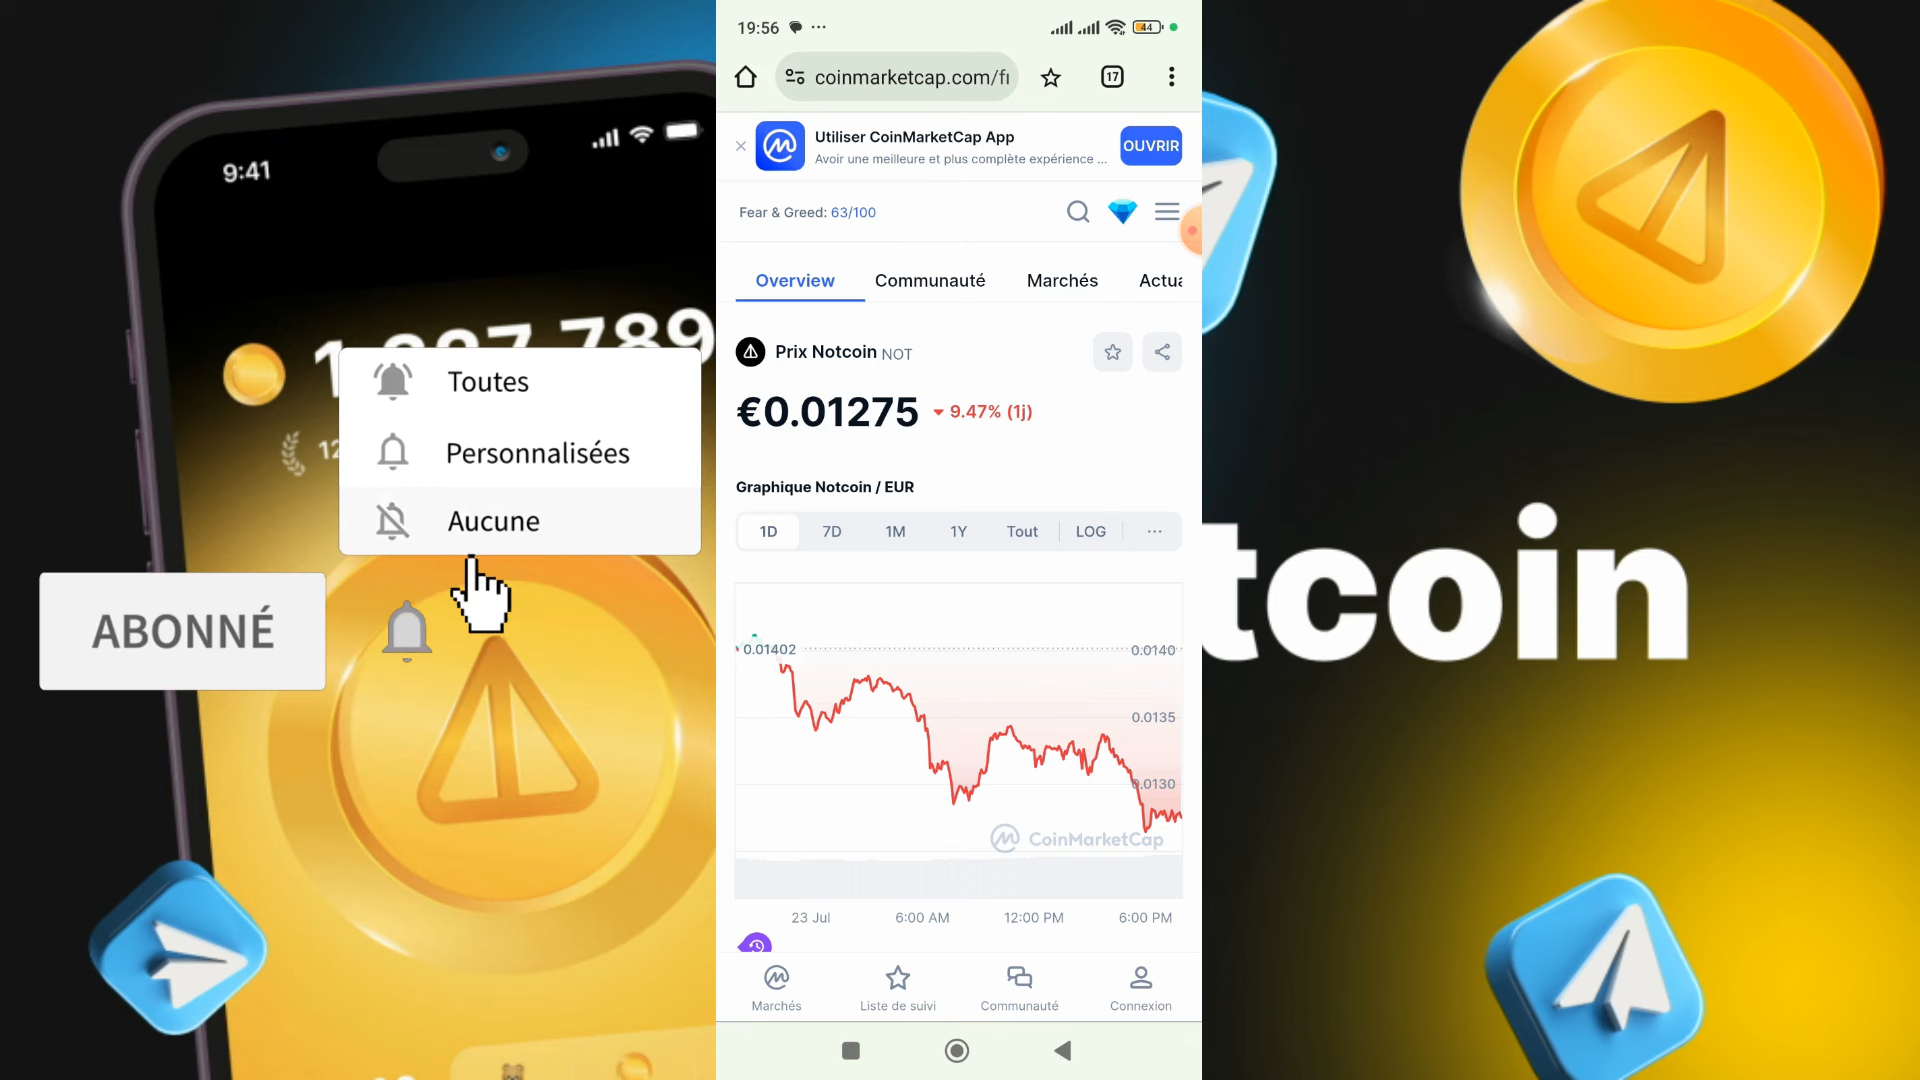 9:41
Toutes
Personnalisées
Aucune
ABONNÉ
19:56
44
coinmarketcap.com/fr
17
Utiliser CoinMarketCap App
Avoir une meilleure et plus complète expérience ...
OUVRIR
Fear & Greed: 63/100
Overview
Communauté
Marchés
Actua
Prix Notcoin NOT
€0.01275
9.47% (1j)
Graphique Notcoin / EUR
1D
7D
1M
1Y
Tout
LOG
0.01402
0.0140
0.0135
0.0130
CoinMarketCap
23 Jul
6:00 AM
12:00 PM
6:00 PM
Marchés
Liste de suivi
Communauté
Connexion
tcoin